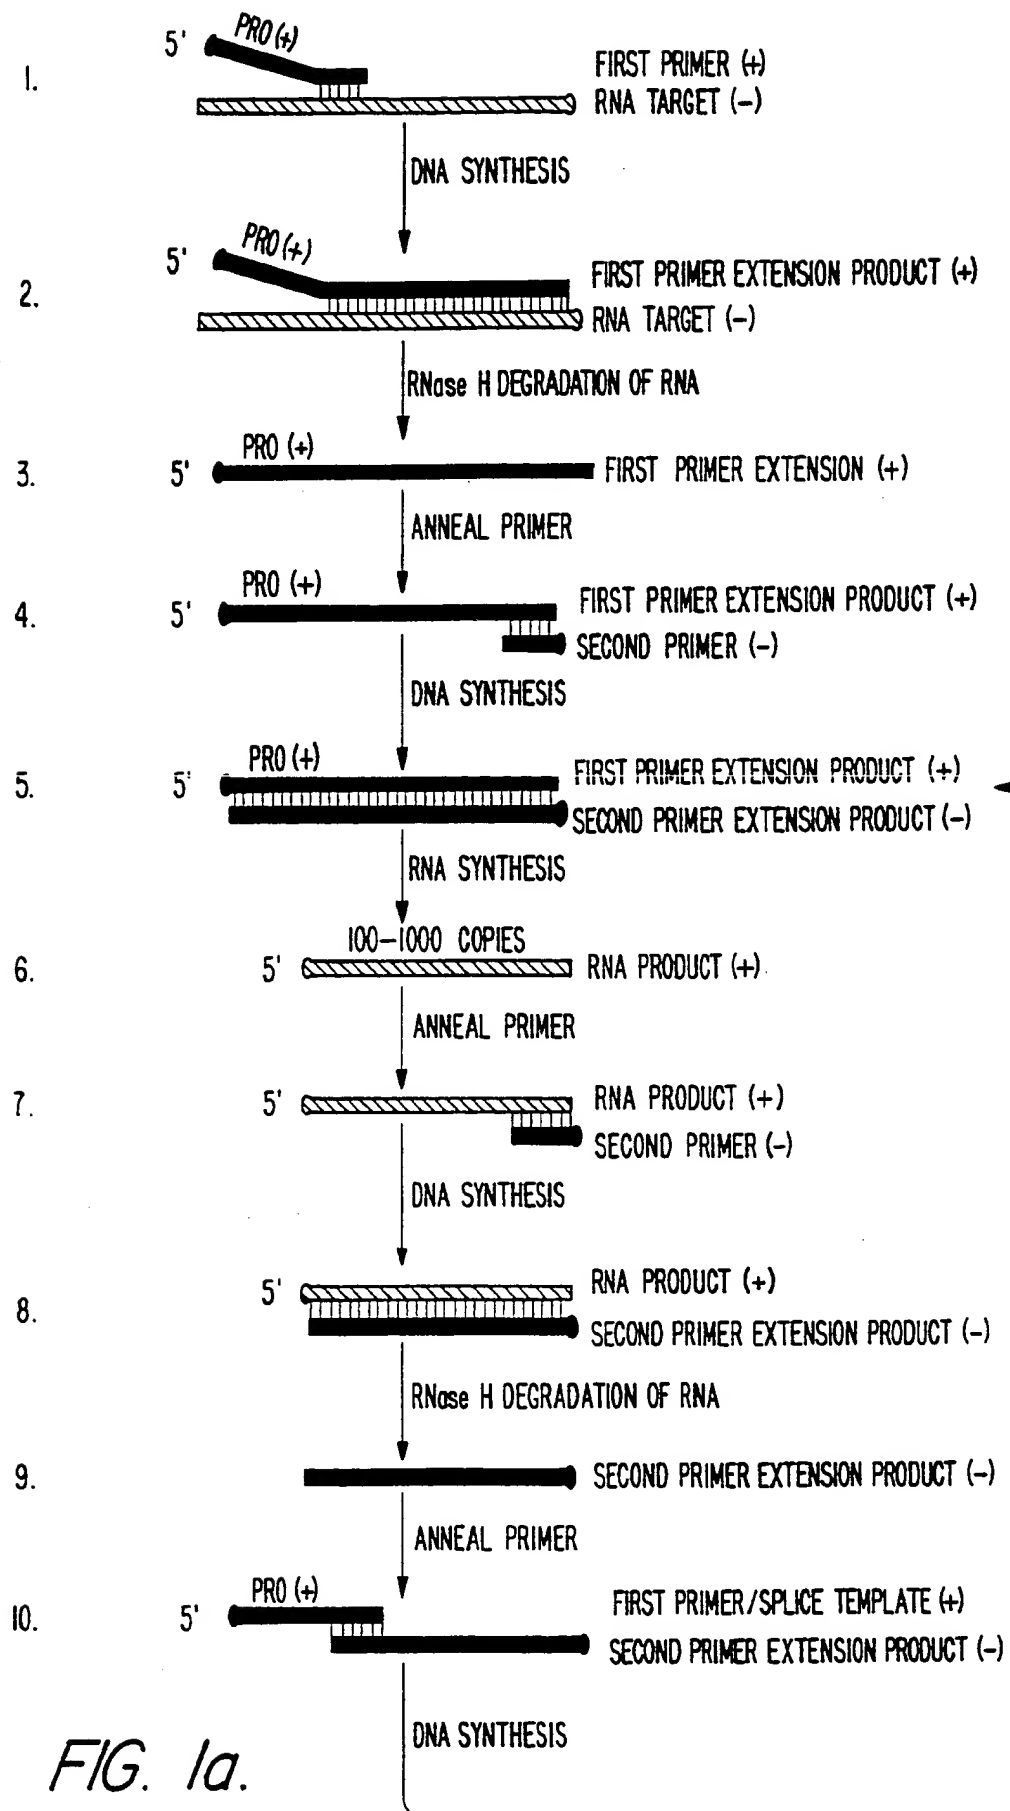 5' PRO (+)
1. FIRST PRIMER (+)
RNA TARGET (-)
DNA SYNTHESIS
5' PRO (+)
2. FIRST PRIMER EXTENSION PRODUCT (+)
RNA TARGET (-)
RNase H DEGRADATION OF RNA
PRO (+)
3. 5' FIRST PRIMER EXTENSION (+)
ANNEAL PRIMER
PRO (+)
4. 5' FIRST PRIMER EXTENSION PRODUCT (+)
SECOND PRIMER (-)
DNA SYNTHESIS
PRO (+)
5. 5' FIRST PRIMER EXTENSION PRODUCT (+)
SECOND PRIMER EXTENSION PRODUCT (-)
RNA SYNTHESIS
100-1000 COPIES
6. 5' RNA PRODUCT (+)
ANNEAL PRIMER
7. 5' RNA PRODUCT (+)
SECOND PRIMER (-)
DNA SYNTHESIS
5' RNA PRODUCT (+)
8. SECOND PRIMER EXTENSION PRODUCT (-)
RNase H DEGRADATION OF RNA
9. SECOND PRIMER EXTENSION PRODUCT (-)
ANNEAL PRIMER
PRO (+)
10. 5' FIRST PRIMER/SPLICE TEMPLATE (+)
SECOND PRIMER EXTENSION PRODUCT (-)
DNA SYNTHESIS
FIG. 1a.